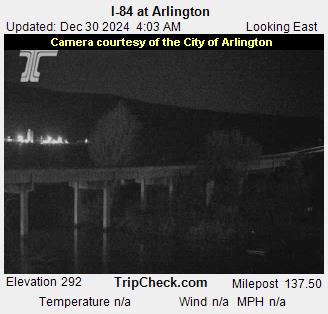 I-84 at Arlington
Updated: Dec 30 2024 4:03 AM Looking East
Camera courtesy of the City of Arlington
Elevation 292 TripCheck.com Milepost 137.50
Temperature n/a Wind n/a MPH n/a